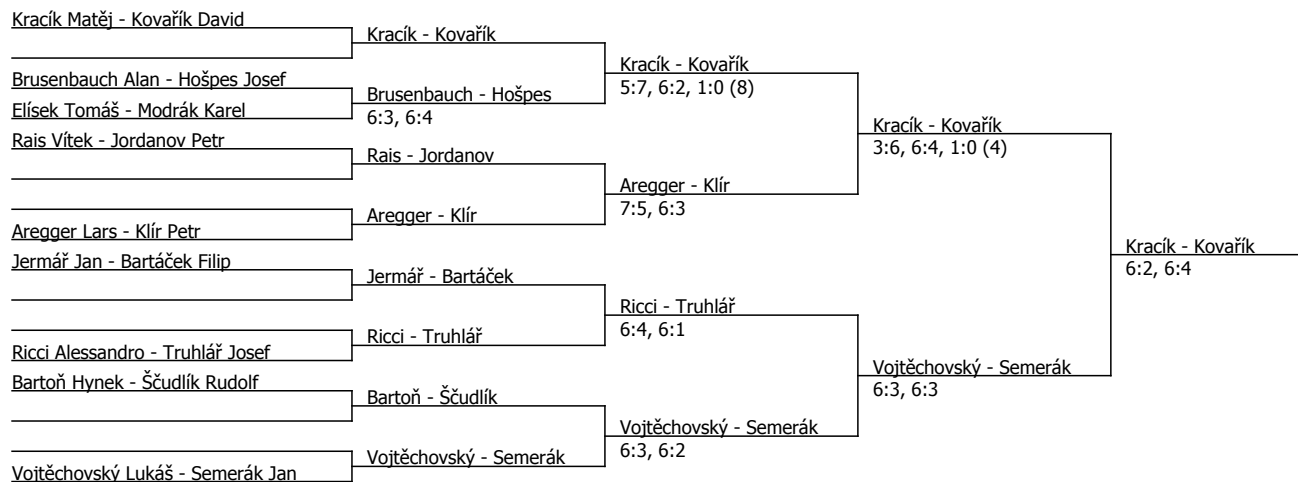 Kracík Matěj - Kovařík David
Brusenbauch Alan - Hošpes Josef
Elísek Tomáš - Modrák Karel
Rais Vítek - Jordanov Petr
Aregger Lars - Klír Petr
Jermář Jan - Bartáček Filip
Ricci Alessandro - Truhlář Josef
Bartoň Hynek - Ščudlík Rudolf
Vojtěchovský Lukáš - Semerák Jan
Kracík - Kovařík
Brusenbauch - Hošpes
6:3, 6:4
Rais - Jordanov
Aregger - Klír
Jermář - Bartáček
Ricci - Truhlář
Bartoň - Ščudlík
Vojtěchovský - Semerák
Kracík - Kovařík
5:7, 6:2, 1:0 (8)
Aregger - Klír
7:5, 6:3
Ricci - Truhlář
6:4, 6:1
Vojtěchovský - Semerák
6:3, 6:2
Kracík - Kovařík
3:6, 6:4, 1:0 (4)
Vojtěchovský - Semerák
6:3, 6:3
Kracík - Kovařík
6:2, 6:4